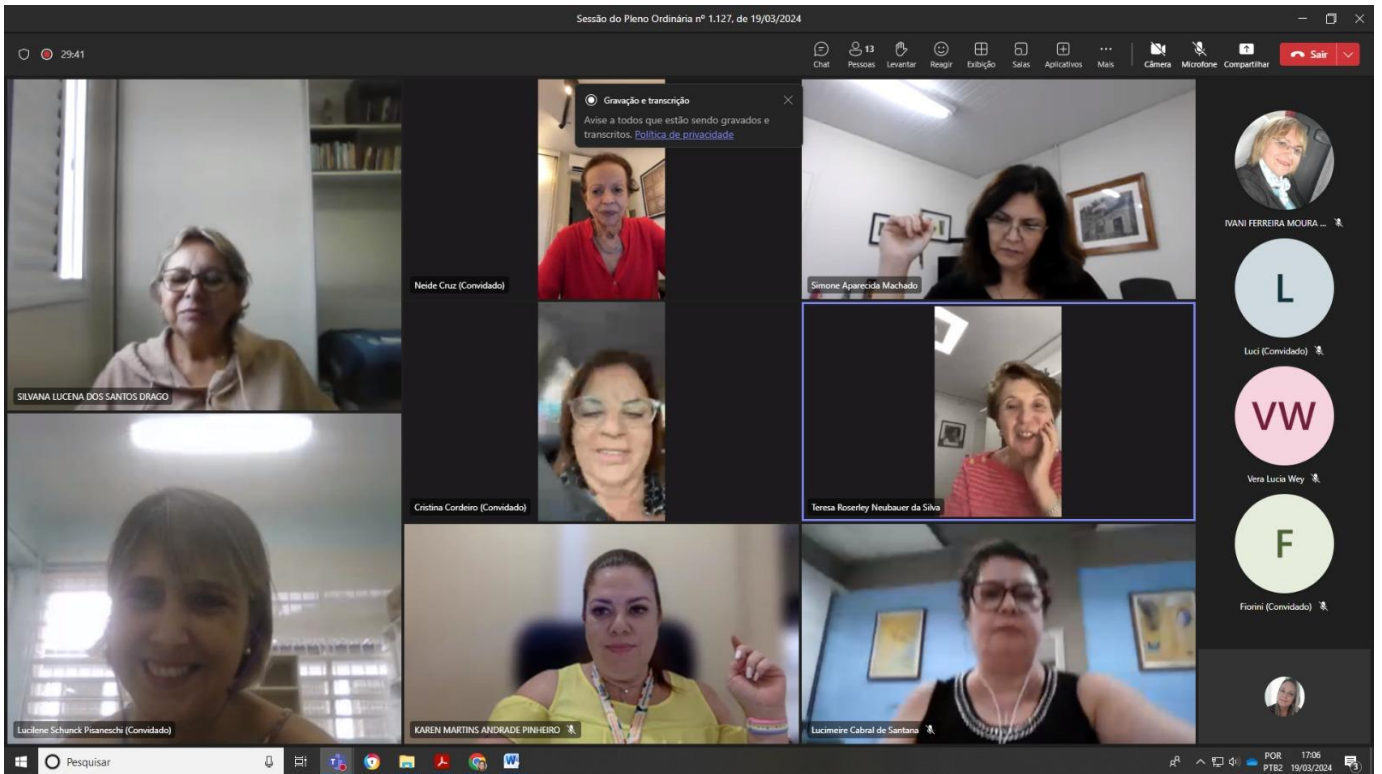 Sessão do Pleno Ordinária nº 1.127, de 19/03/2024
29:41
Chat
13
Pessoas
Levantar
Reagir
Exibição
Salas
Aplicativos
Mais
Câmera
Microfone
Compartilhar
Sair
Gravação e transcrição
Avise a todos que estão sendo gravados e
transcritos. Política de privacidade
SILVANA LUCENA DOS SANTOS DRAGO
Neide Cruz (Convidado)
Simone Aparecida Machado
Cristina Cordeiro (Convidado)
Teresa Roserley Neubauer da Silva
Lucilene Schunck Pisaneschi (Convidado)
KAREN MARTINS ANDRADE PINHEIRO
Lucimeire Cabral de Santana
IVANI FERREIRA MOURA ...
L
Luci (Convidado)
VW
Vera Lucia Wey
F
Fiorini (Convidado)
Pesquisar
W
POR
PTB2
17:06
19/03/2024
3